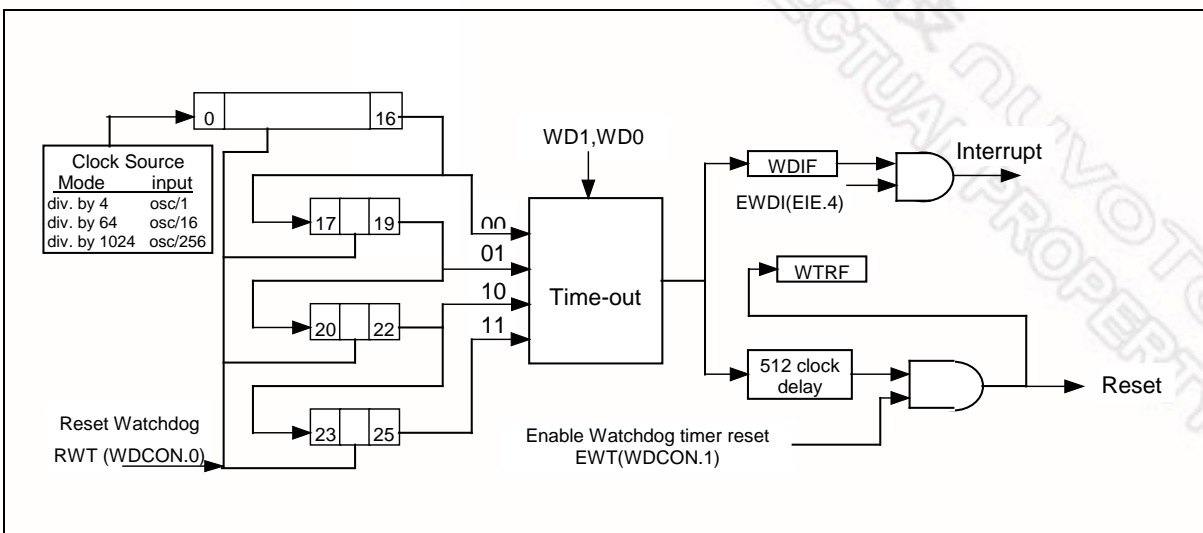 0 16
Clock Source
Mode input
div. by 4 osc/1
div. by 64 osc/16
div. by 1024 osc/256
17 19
20 22
23 25
Reset Watchdog
RWT (WDCON.0)
WD1,WD0
00
01
10
11
Time-out
WDIF
EWDI(EIE.4)
Interrupt
WTRF
512 clock
delay
Enable Watchdog timer reset
EWT(WDCON.1)
Reset
nuvoto
ECTUAL PROPERTY